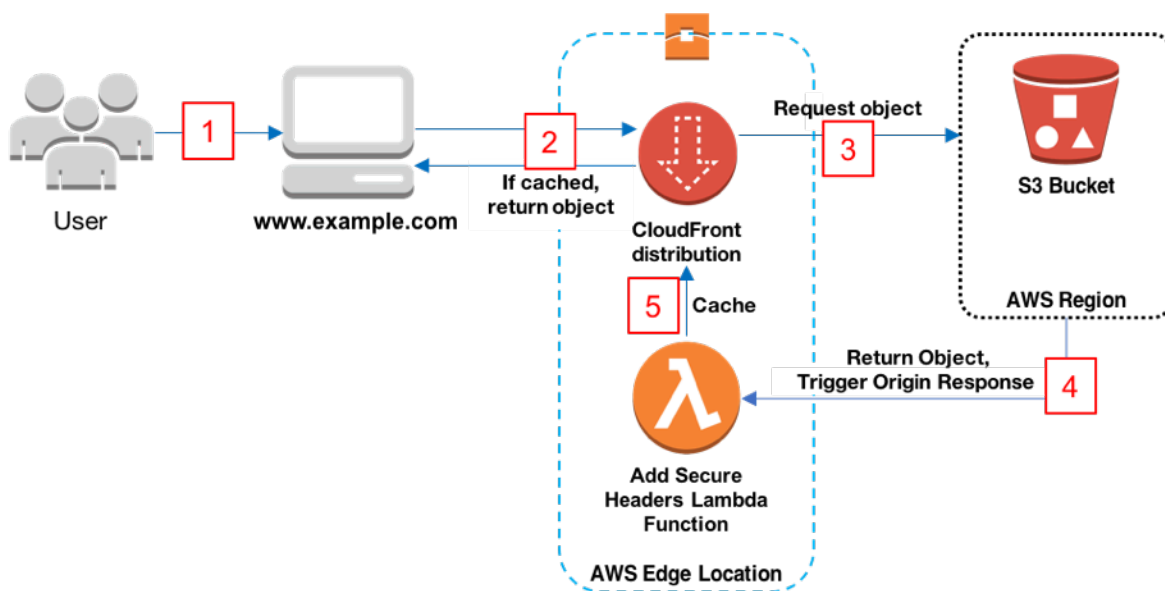 1
User
www.example.com
2
If cached,
return object
CloudFront
distribution
Request object
3
S3 Bucket
AWS Region
Return Object,
Trigger Origin Response
4
5
Cache
λ
Add Secure
Headers Lambda
Function
AWS Edge Location